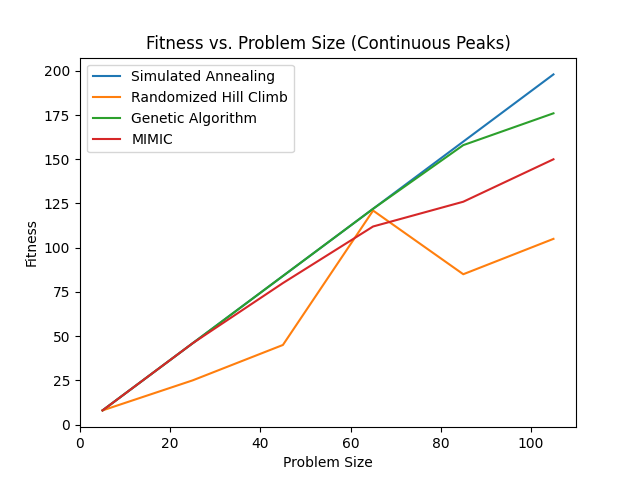 Fitness vs. Problem Size (Continuous Peaks)
Simulated Annealing
Randomized Hill Climb
Genetic Algorithm
MIMIC
Fitness
200
175
150
125
100
75
50
25
0
0 20 40 60 80 100
Problem Size